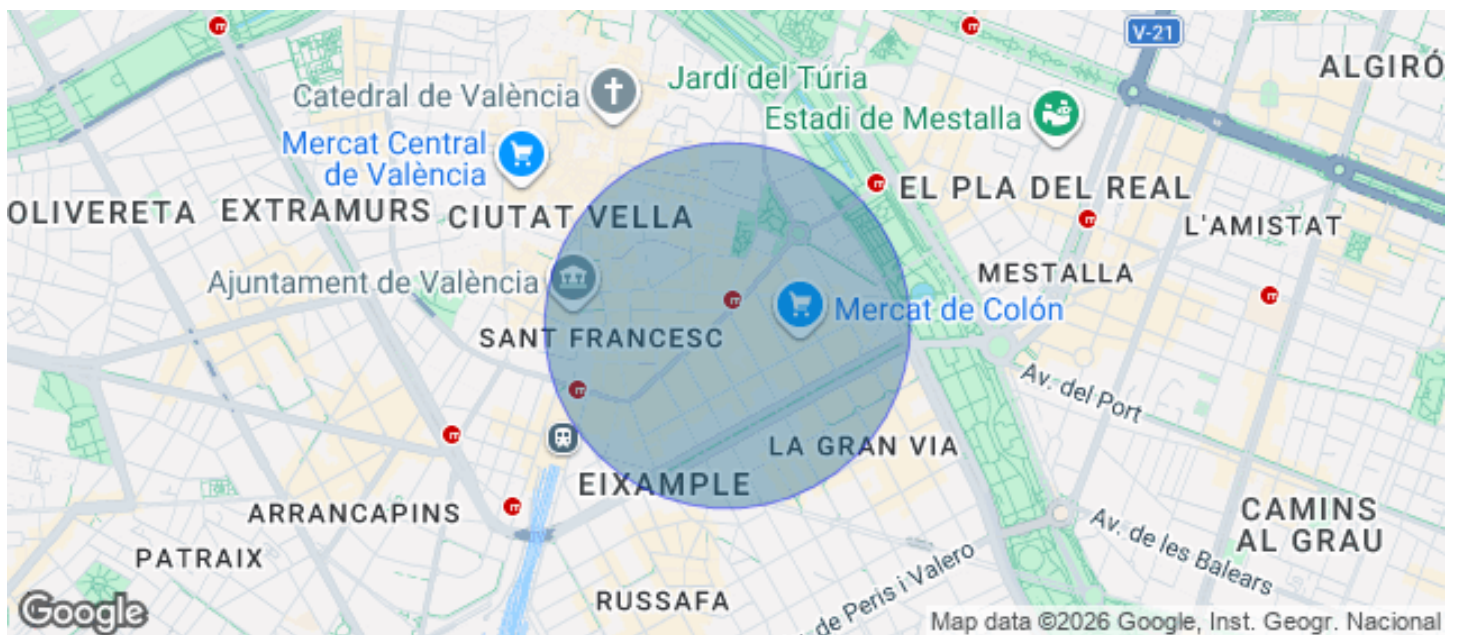 V-21
ALGIRÓ
Jardí del Túria
Catedral de València
Estadi de Mestalla
Mercat Central
de València
EL PLA DEL REAL
OLIVERETA
EXTRAMURS
CIUTAT VELLA
L'AMISTAT
Ajuntament de València
MESTALLA
Mercat de Colón
SANT FRANCESC
Av. del Port
LA GRAN VIA
EIXAMPLE
ARRANCAPINS
CAMINS
AL GRAU
Av. de les Balears
PATRAIX
de Peris i Valero
RUSSAFA
Google
Map data ©2026 Google, Inst. Geogr. Nacional